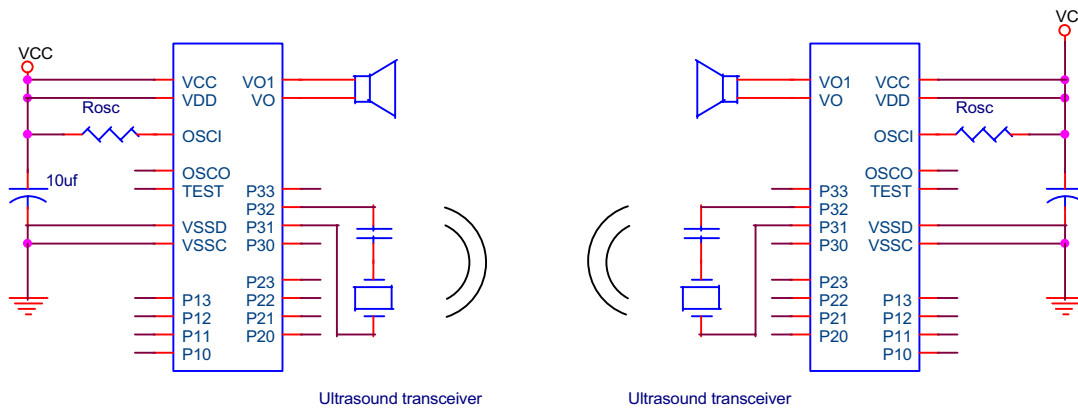 VCC
VCC
VDD
Rosc
OSCI
10uf
OSCO
TEST
VSSD
VSSC
P13
P12
P11
P10
VO1
VO
P33
P32
P31
P30
P23
P22
P21
P20
Ultrasound transceiver
VO1
VO
P33
P32
P31
P30
P23
P22
P21
P20
VC
VCC
VDD
Rosc
OSCI
OSCO
TEST
VSSD
VSSC
P13
P12
P11
P10
Ultrasound transceiver